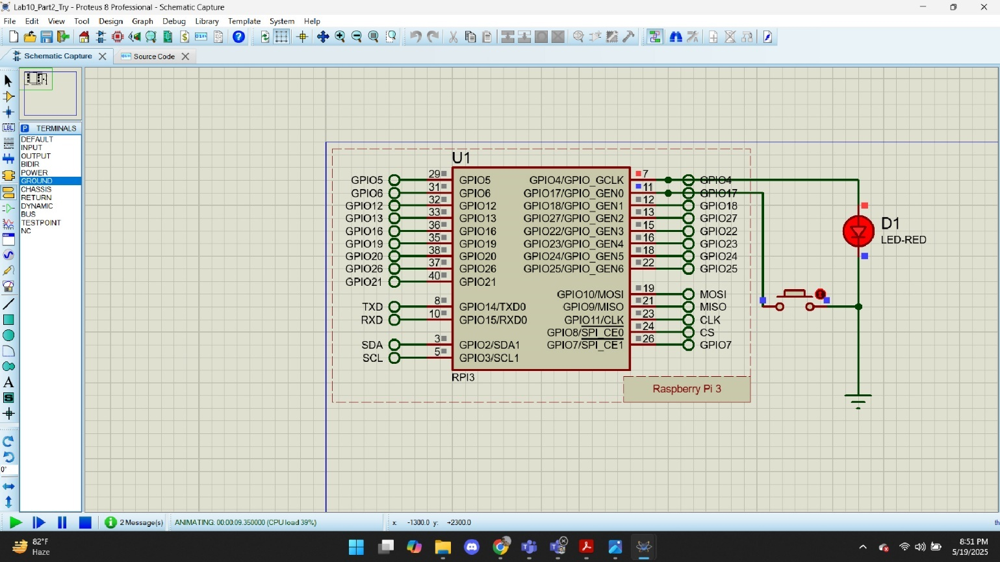 Lab10_Part2_Try - Proteus 8 Professional - Schematic Capture
File Edit View Tool Design Graph Debug Library Template System Help
Schematic Capture Source Code
TERMINALS
DEFAULT
INPUT
OUTPUT
BIDIR
POWER
GROUND
CHASSIS
RETURN
DYNAMIC
BUS
TESTPOINT
NC
LBL
A
S
0°
U1
GPIO5 29 GPIO5 GPIO4/GPIO_GCLK 7 GPIO4
GPIO6 31 GPIO6 GPIO17/GPIO_GEN0 11 GPIO17
GPIO12 32 GPIO12 GPIO18/GPIO_GEN1 12 GPIO18
GPIO13 33 GPIO13 GPIO27/GPIO_GEN2 13 GPIO27
GPIO16 36 GPIO16 GPIO22/GPIO_GEN3 15 GPIO22
GPIO19 35 GPIO19 GPIO23/GPIO_GEN4 16 GPIO23
GPIO20 38 GPIO20 GPIO24/GPIO_GEN5 18 GPIO24
GPIO26 37 GPIO26 GPIO25/GPIO_GEN6 22 GPIO25
GPIO21 40 GPIO21
GPIO10/MOSI 19 MOSI
TXD 8 GPIO14/TXD0 GPIO9/MISO 21 MISO
RXD 10 GPIO15/RXD0 GPIO11/CLK 23 CLK
GPIO8/SPI_CE0 24 CS
SDA 3 GPIO2/SDA1 GPIO7/SPI_CE1 26 GPIO7
SCL 5 GPIO3/SCL1
RPI3
Raspberry Pi 3
D1
LED-RED
2 Message(s) ANIMATING: 00:00:09.350000 (CPU load 39%) x: -1300.0 y: +2300.0 th
82°F
Haze
8:51 PM
5/19/2025